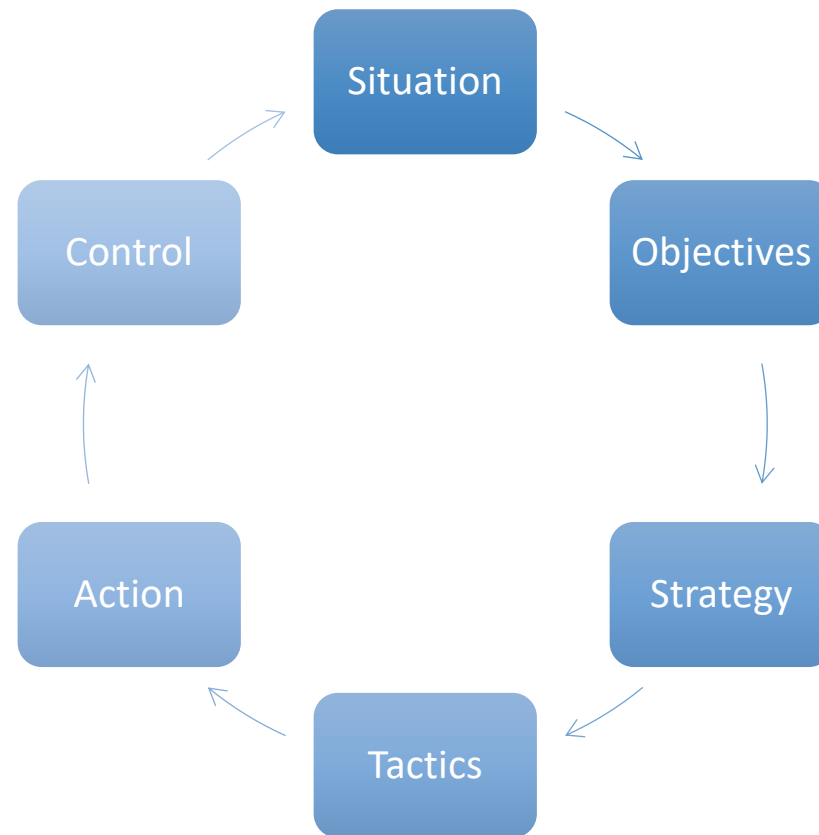 Situation
Objectives
Strategy
Tactics
Action
Control